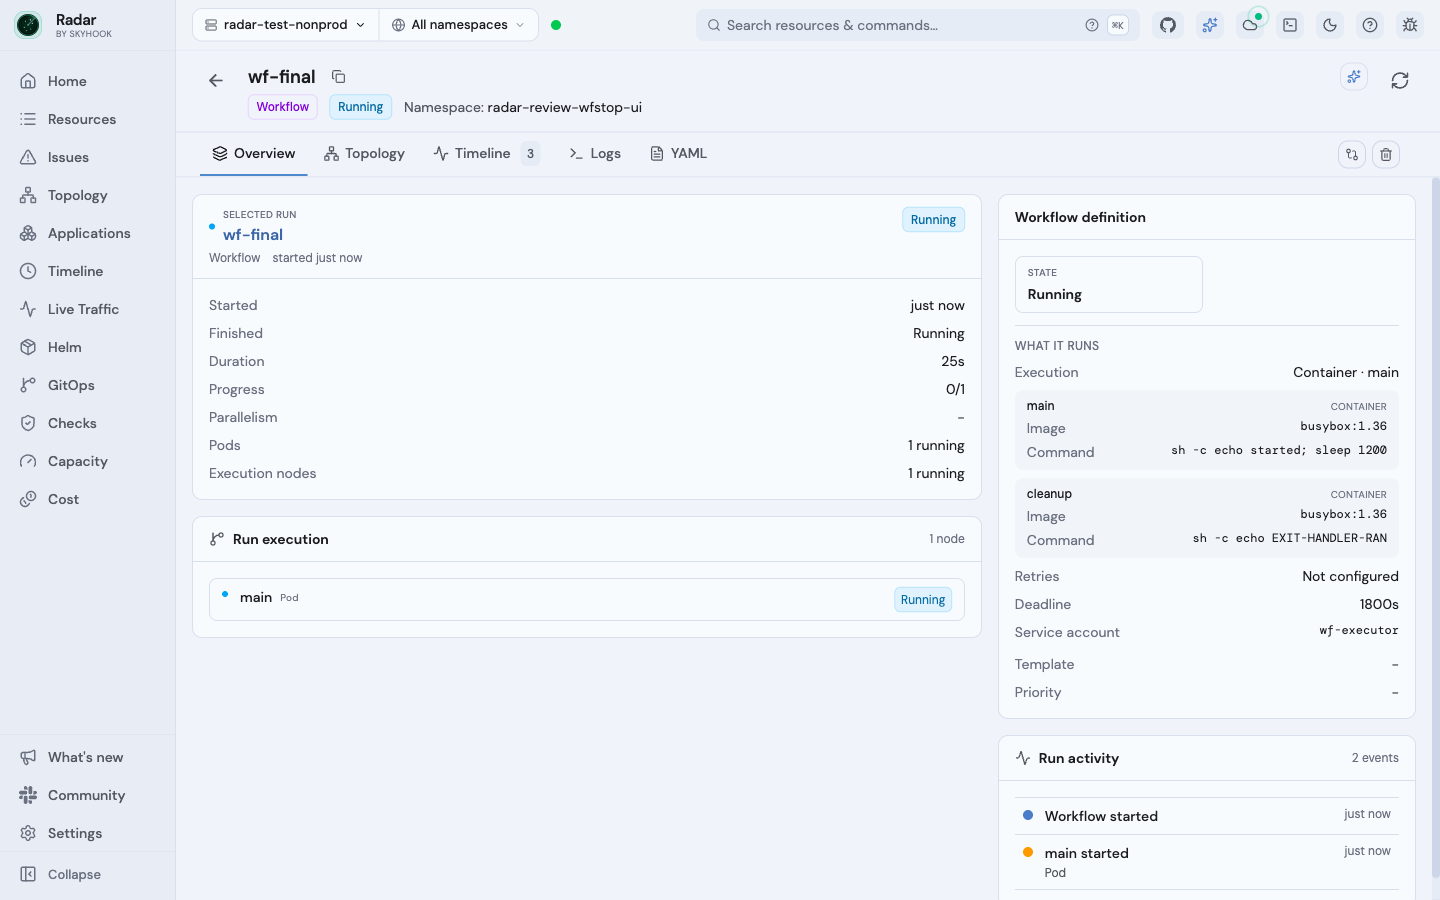 Radar
BY SKYHOOK
radar-test-nonprod
All namespaces
Search resources & commands...
⌘K
Home
Resources
Issues
Topology
Applications
Timeline
Live Traffic
Helm
GitOps
Checks
Capacity
Cost
What's new
Community
Settings
Collapse
wf-final
Workflow Running Namespace: radar-review-wfstop-ui
Overview Topology Timeline 3 Logs YAML
SELECTED RUN
wf-final
Running
Workflow started just now
Started just now
Finished Running
Duration 25s
Progress 0/1
Parallelism -
Pods 1 running
Execution nodes 1 running
Run execution 1 node
main Pod Running
Workflow definition
STATE
Running
WHAT IT RUNS
Execution Container · main
main CONTAINER
Image busybox:1.36
Command sh -c echo started; sleep 1200
cleanup CONTAINER
Image busybox:1.36
Command sh -c echo EXIT-HANDLER-RAN
Retries Not configured
Deadline 1800s
Service account wf-executor
Template -
Priority -
Run activity 2 events
Workflow started just now
main started just now
Pod